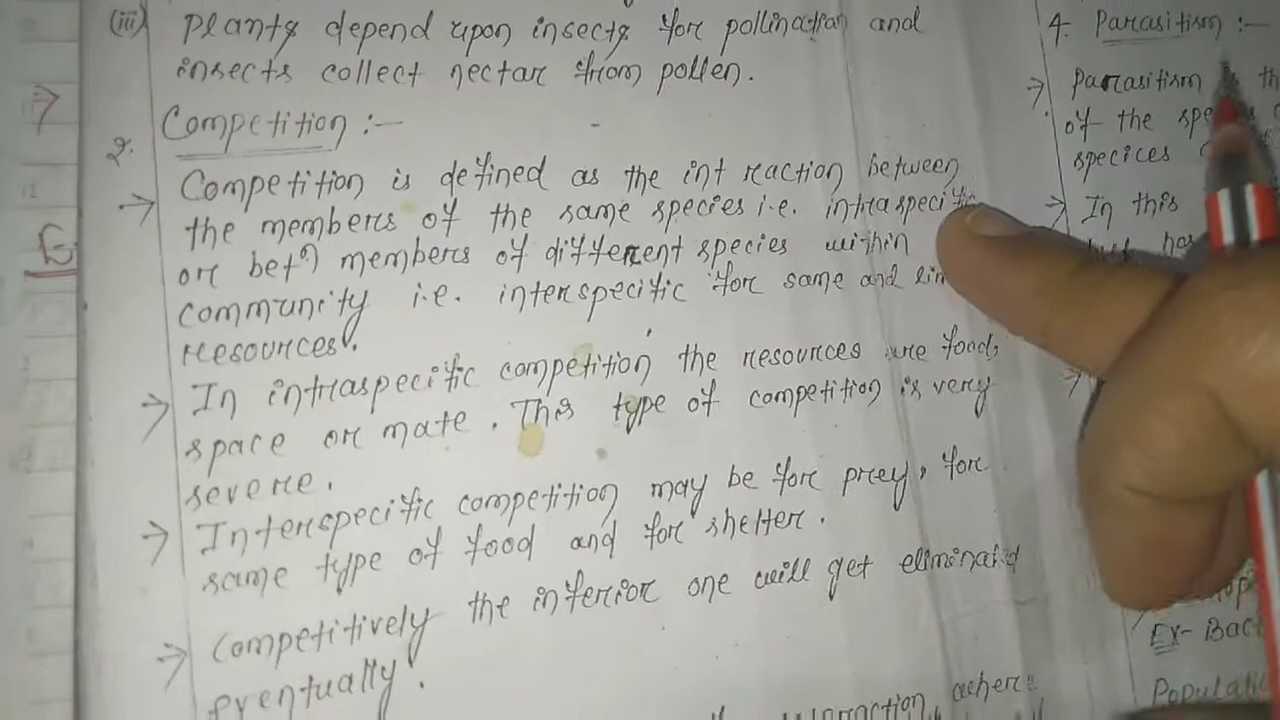 (iii) Plants depend upon insects for pollination and
insects collect nectar from pollen.
2. Competition :-
→ Competition is defined as the int raction between
the members of the same species i.e. intraspecific
or betn members of different species within
community i.e. interspecific for same and
resources.
→ In intraspecific competition the resources are food,
space or mate. This type of competition is very
severe.
→ Interspecific competition may be for prey, for
same type of food and for shelter.
→ Competitively the inferior one will get eliminated
eventually.
where
4. Parasitism :-
→ Parasitism
of the
species
→ In this
Ex-